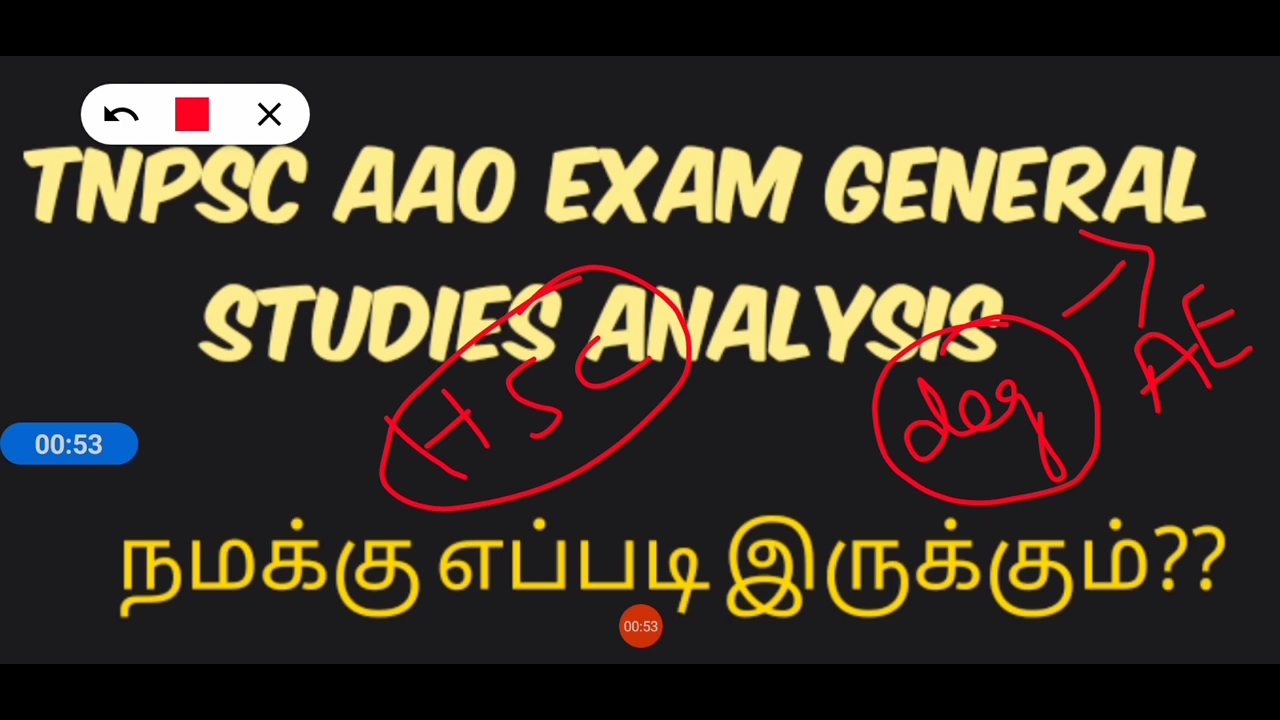 TNPSC AAO EXAM GENERAL
STUDIES ANALYSIS
HSC
deg
AE
00:53
நமக்கு எப்படி இருக்கும்??
00:53